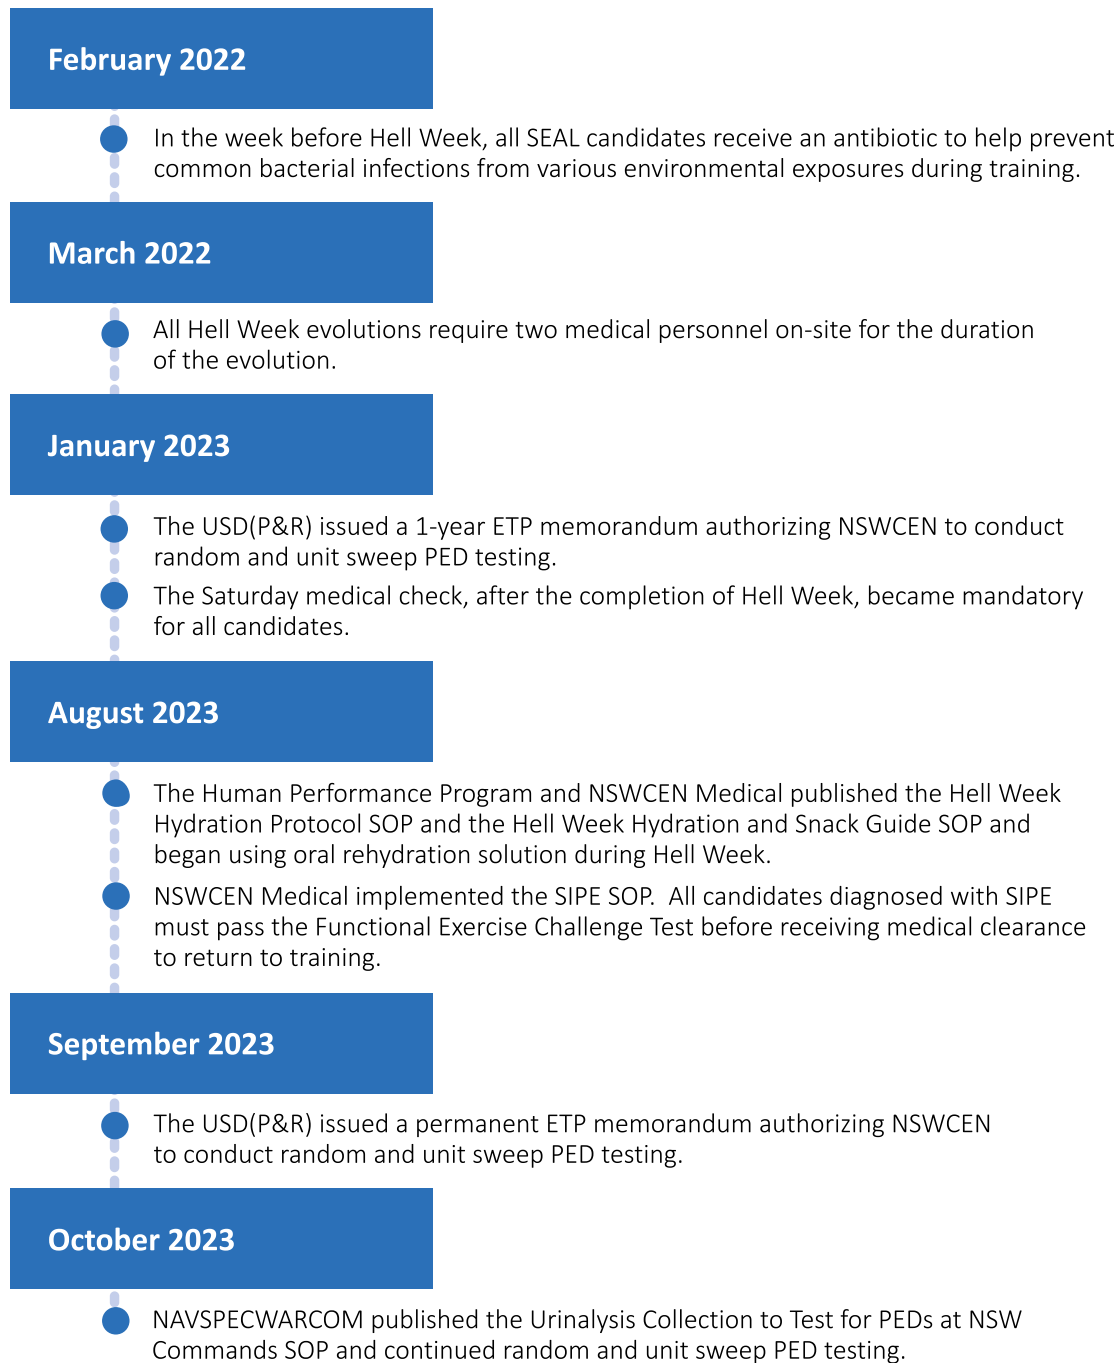 February 2022
In the week before Hell Week, all SEAL candidates receive an antibiotic to help prevent
common bacterial infections from various environmental exposures during training.
March 2022
All Hell Week evolutions require two medical personnel on-site for the duration
of the evolution.
January 2023
The USD(P&R) issued a 1-year ETP memorandum authorizing NSWCEN to conduct
random and unit sweep PED testing.
The Saturday medical check, after the completion of Hell Week, became mandatory
for all candidates.
August 2023
The Human Performance Program and NSWCEN Medical published the Hell Week
Hydration Protocol SOP and the Hell Week Hydration and Snack Guide SOP and
began using oral rehydration solution during Hell Week.
NSWCEN Medical implemented the SIPE SOP.  All candidates diagnosed with SIPE
must pass the Functional Exercise Challenge Test before receiving medical clearance
to return to training.
September 2023
The USD(P&R) issued a permanent ETP memorandum authorizing NSWCEN
to conduct random and unit sweep PED testing.
October 2023
NAVSPECWARCOM published the Urinalysis Collection to Test for PEDs at NSW
Commands SOP and continued random and unit sweep PED testing.